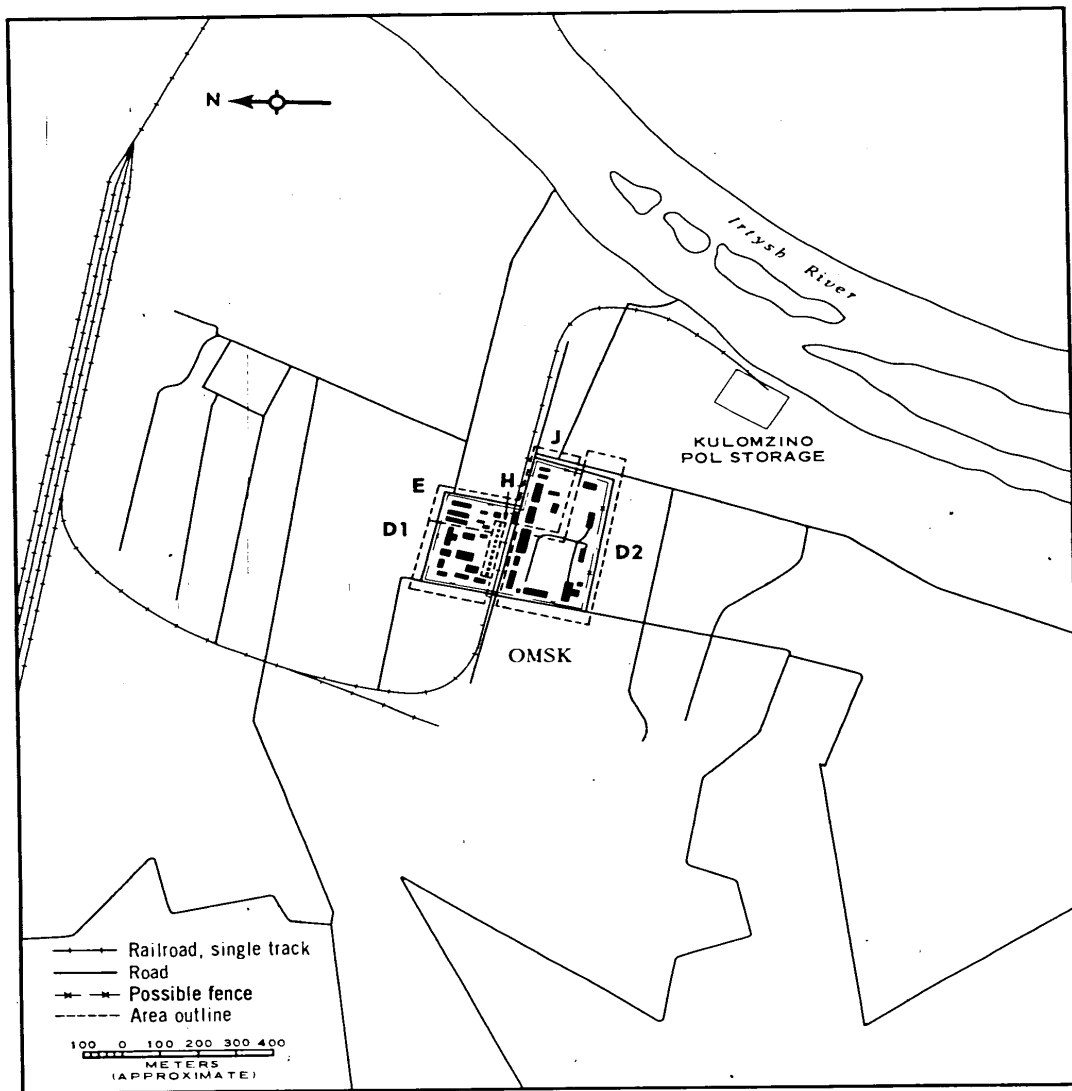 N
Irtysh River
KULOMZINO
POL STORAGE
J
H
E
D1
D2
OMSK
Railroad, single track
Road
Possible fence
Area outline
100 0 100 200 300 400
METERS
(APPROXIMATE)